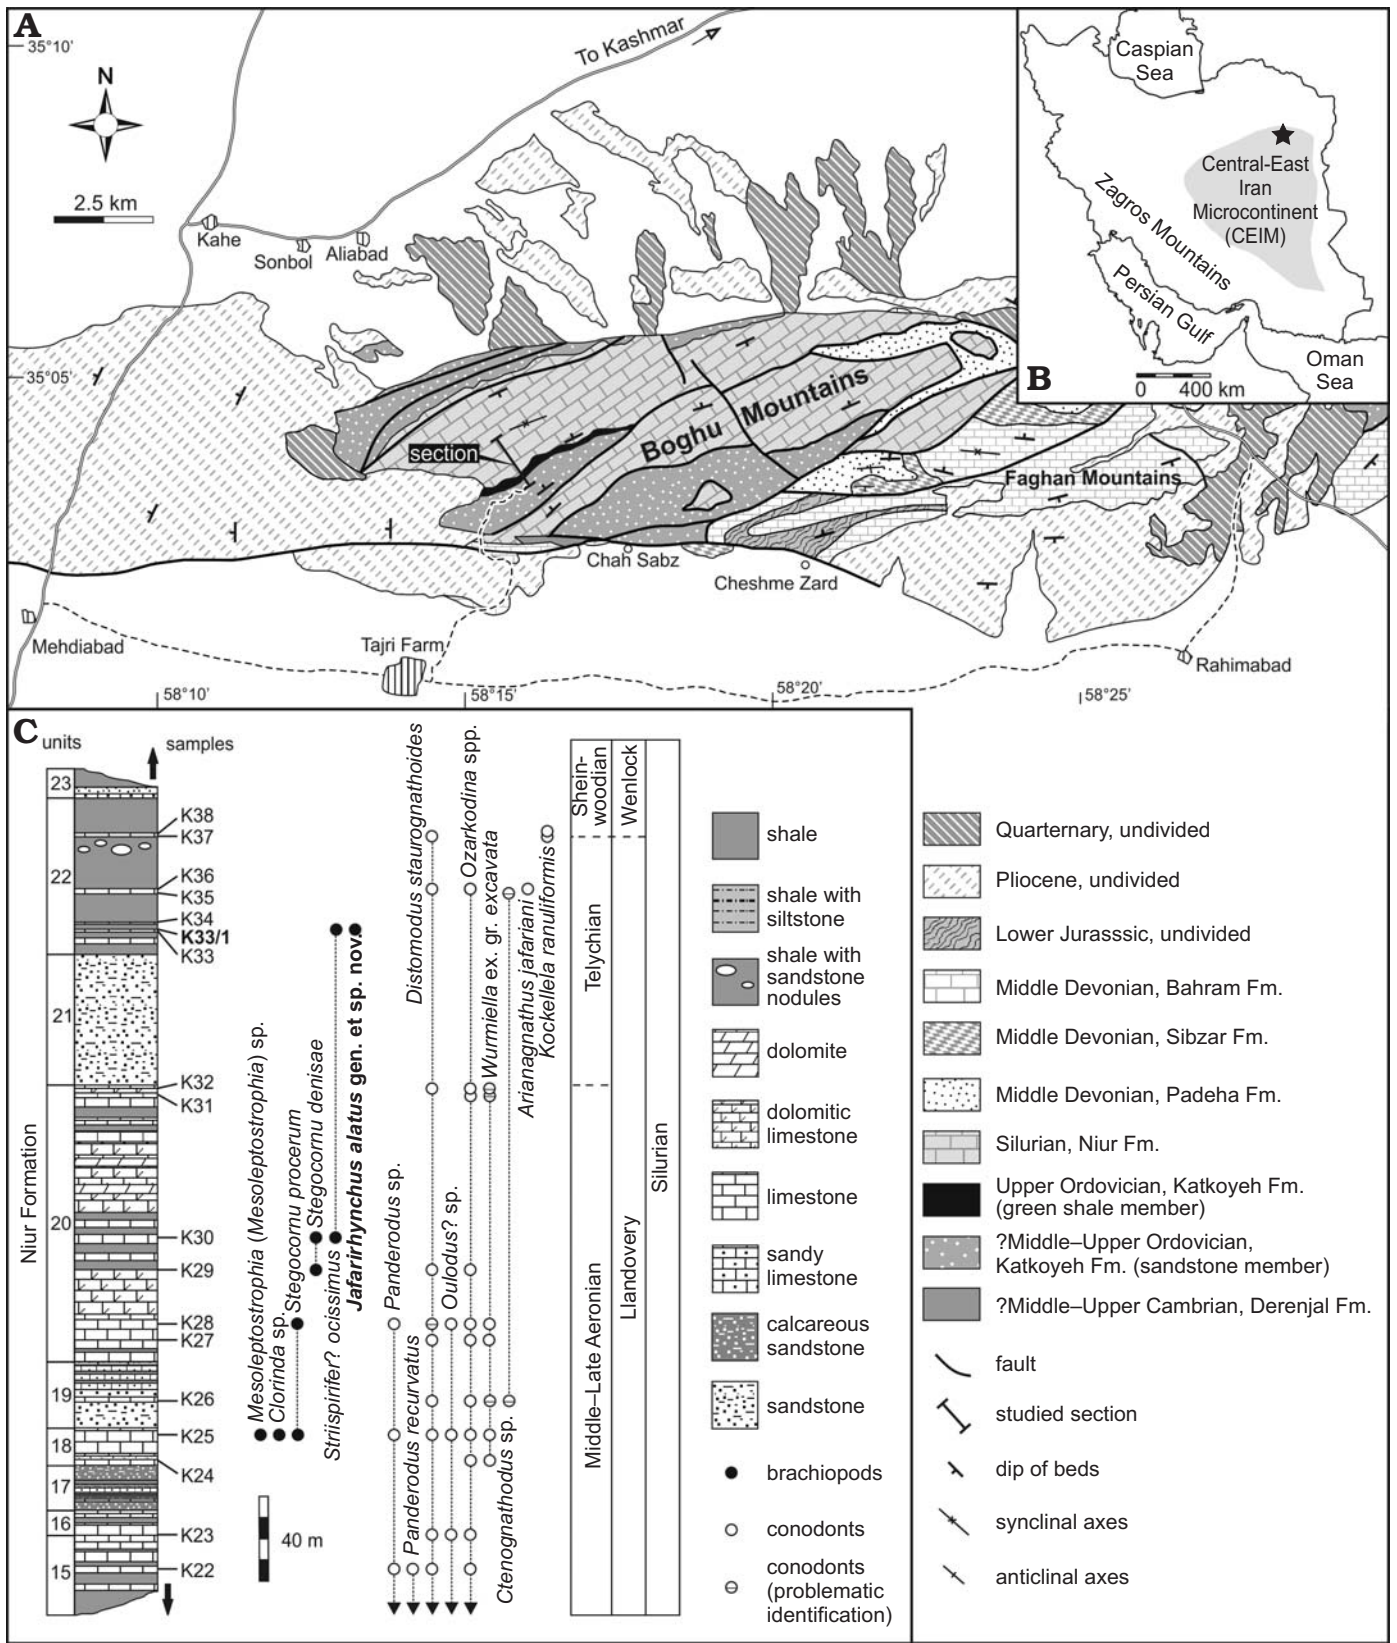 A
35°10'
N
2.5 km
To Kashmar
Kahe
Sonbol
Aliabad
35°05'
section
Boghu Mountains
Faghan Mountains
Chah Sabz
Cheshme Zard
Mehdiabad
Tajri Farm
Rahimabad
58°10'
58°15'
58°20'
58°25'
B
Caspian
Sea
Central-East
Iran
Microcontinent
(CEIM)
Zagros Mountains
Persian Gulf
Oman
Sea
0 400 km
C
units
samples
Niur Formation
23
22
21
20
19
18
17
16
15
K38
K37
K36
K35
K34
K33/1
K33
K32
K31
K30
K29
K28
K27
K26
K25
K24
K23
K22
40 m
Mesoleptostrophia (Mesoleptostrophia) sp.
Clorinda sp.
Stegocornu procerum
Stegocornu denisae
Striispirifer? ocissimus
Jafarirhynchus alatus gen. et sp. nov.
Panderodus sp.
Panderodus recurvatus
Distomodus staurognathoides
Oulodus? sp.
Ozarkodina spp.
Wurmiella ex. gr. excavata
Ctenognathodus sp.
Arianagnathus jafariani
Kockellela ranuliformis
Shein-
woodian
Telychian
Middle–Late Aeronian
Wenlock
Llandovery
Silurian
shale
shale with
siltstone
shale with
sandstone
nodules
dolomite
dolomitic
limestone
limestone
sandy
limestone
calcareous
sandstone
sandstone
brachiopods
conodonts
conodonts
(problematic
identification)
Quarternary, undivided
Pliocene, undivided
Lower Jurasssic, undivided
Middle Devonian, Bahram Fm.
Middle Devonian, Sibzar Fm.
Middle Devonian, Padeha Fm.
Silurian, Niur Fm.
Upper Ordovician, Katkoyeh Fm.
(green shale member)
?Middle–Upper Ordovician,
Katkoyeh Fm. (sandstone member)
?Middle–Upper Cambrian, Derenjal Fm.
fault
studied section
dip of beds
synclinal axes
anticlinal axes